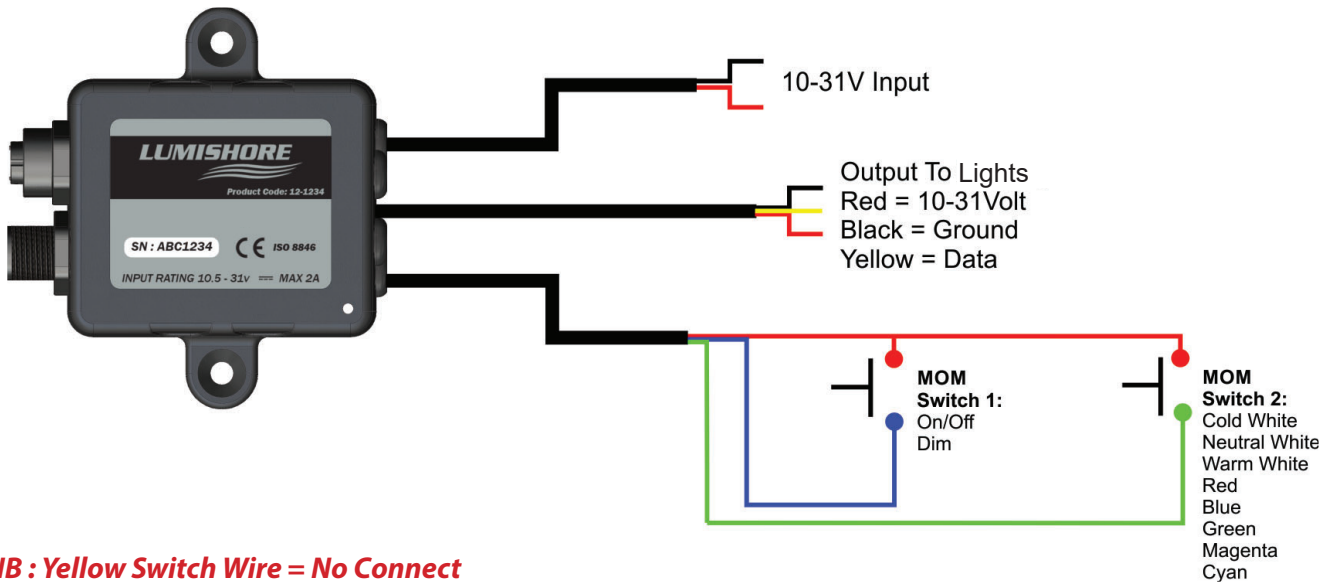 LUMISHORE
Product Code: 12-1234
SN : ABC1234 CE ISO 8846
INPUT RATING 10.5 - 31v MAX 2A
10-31V Input
Output To Lights
Red = 10-31Volt
Black = Ground
Yellow = Data
MOM
Switch 1:
On/Off
Dim
MOM
Switch 2:
Cold White
Neutral White
Warm White
Red
Blue
Green
Magenta
Cyan
: Yellow Switch Wire = No Connect